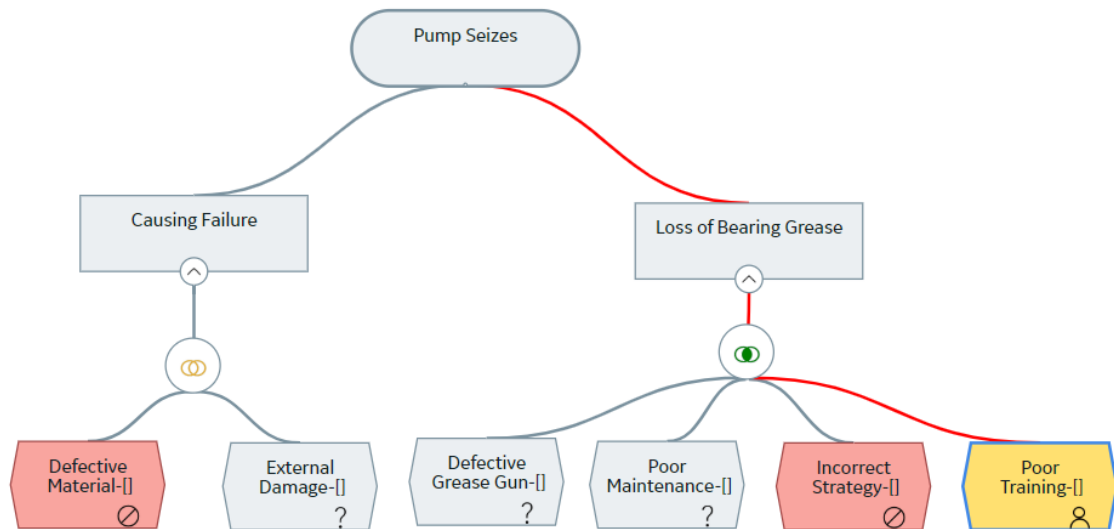 Pump Seizes
Causing Failure
Loss of Bearing Grease
Defective
Material-[]
External
Damage-[]
?
Defective
Grease Gun-[]
?
Poor
Maintenance-[]
?
Incorrect
Strategy-[]
Poor
Training-[]